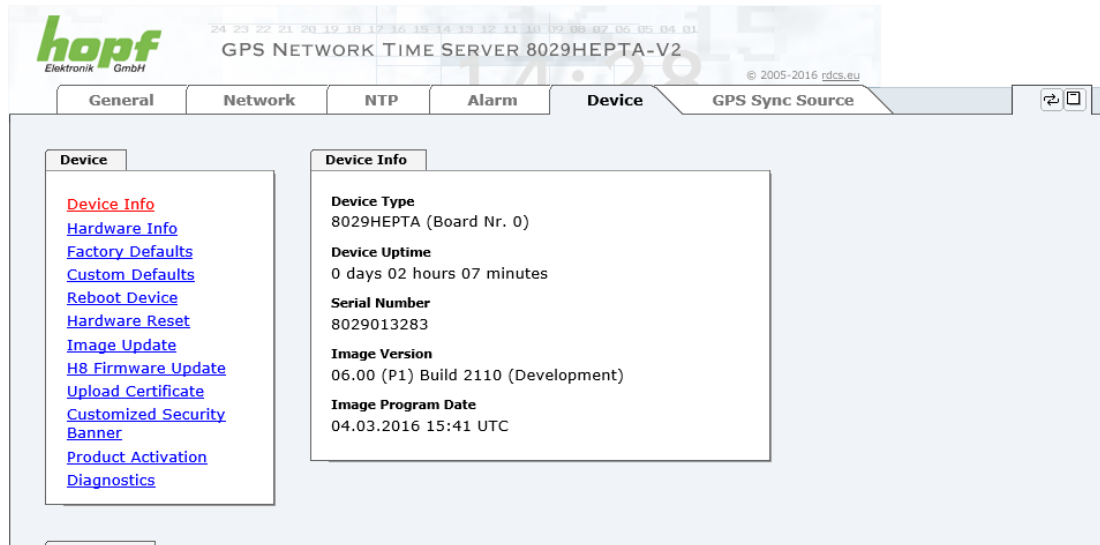 hopf
Elektronik GmbH
24 23 22 21 20 19 18 17 16 15 14 13 12 11 10 09 08 07 06 05 04 01
GPS NETWORK TIME SERVER 8029HEPTA-V2
14:28
© 2005-2016 rdcs.eu
General Network NTP Alarm Device GPS Sync Source
Device
Device Info
Hardware Info
Factory Defaults
Custom Defaults
Reboot Device
Hardware Reset
Image Update
H8 Firmware Update
Upload Certificate
Customized Security
Banner
Product Activation
Diagnostics
Device Info
Device Type
8029HEPTA (Board Nr. 0)
Device Uptime
0 days 02 hours 07 minutes
Serial Number
8029013283
Image Version
06.00 (P1) Build 2110 (Development)
Image Program Date
04.03.2016 15:41 UTC